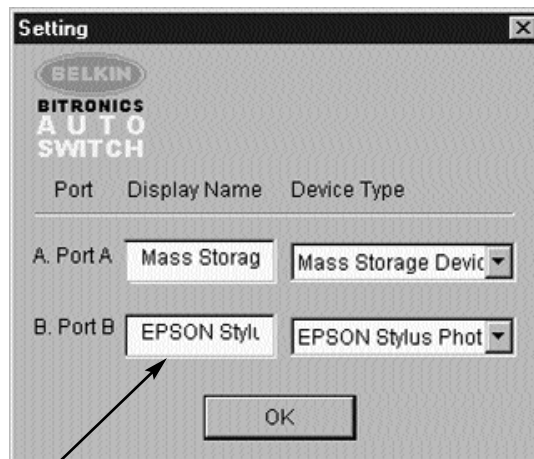 Setting
BELKIN
BITRONICS
AUTO
SWITCH
Port Display Name Device Type
A. Port A Mass Storag Mass Storage Devic
B. Port B EPSON Styl EPSON Stylus Phot
OK